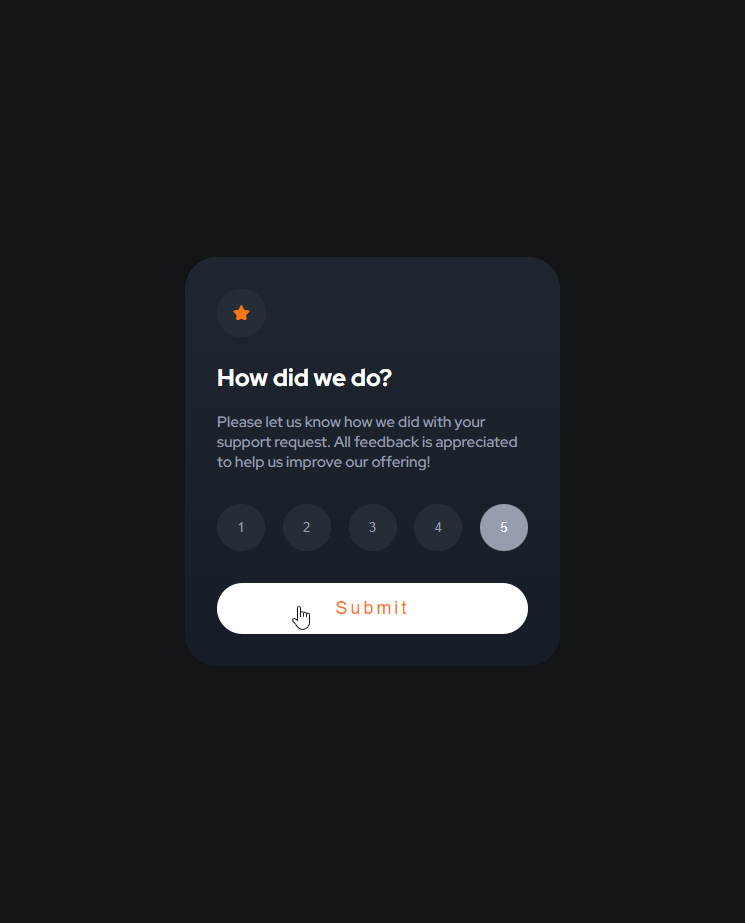 How did we do?
Please let us know how we did with your
support request. All feedback is appreciated
to help us improve our offering!
1 2 3 4 5
Submit